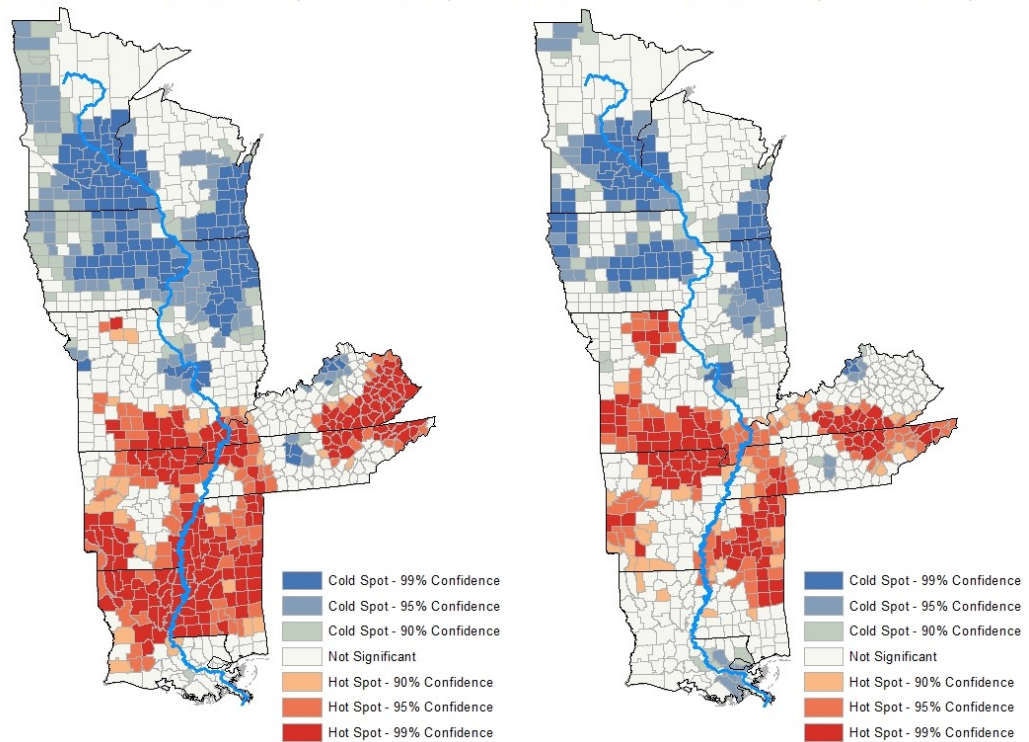 Cold Spot - 99% Confidence
Cold Spot - 95% Confidence
Cold Spot - 90% Confidence
Not Significant
Hot Spot - 90% Confidence
Hot Spot - 95% Confidence
Hot Spot - 99% Confidence
Cold Spot - 99% Confidence
Cold Spot - 95% Confidence
Cold Spot - 90% Confidence
Not Significant
Hot Spot - 90% Confidence
Hot Spot - 95% Confidence
Hot Spot - 99% Confidence